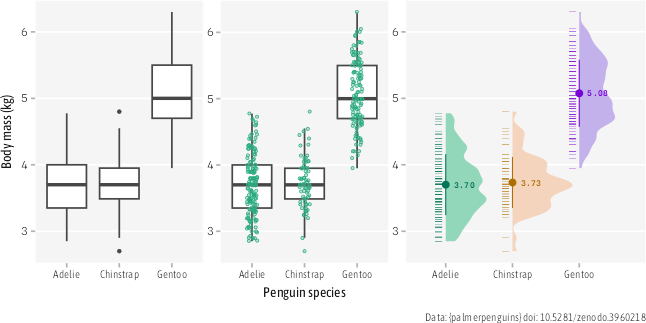 Body mass (kg)
6
5
4
3
Adelie Chinstrap Gentoo
6
5
4
3
Adelie Chinstrap Gentoo
6
5
4
3
5.08
3.70
3.73
Adelie Chinstrap Gentoo
Penguin species
Data: {palmerpenguins} doi: 10.5281/zenodo.3960218